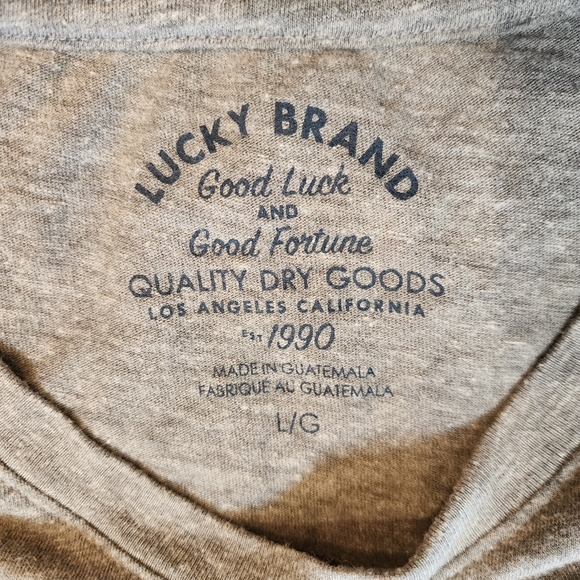 LUCKY BRAND
Good Luck
AND
Good Fortune
QUALITY DRY GOODS
LOS ANGELES CALIFORNIA
EST 1990
MADE IN GUATEMALA
FABRIQUE AU GUATEMALA
L/G